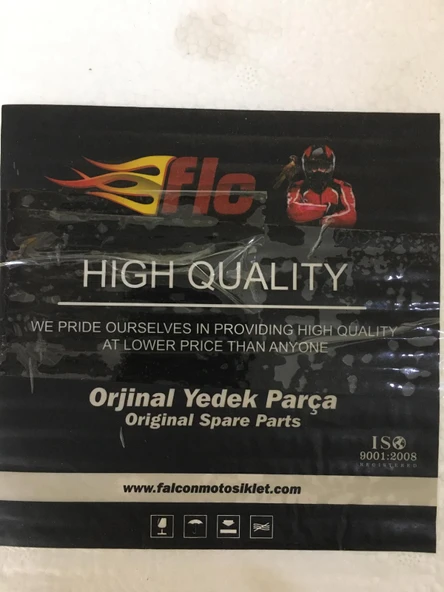 flc
HIGH QUALITY
WE PRIDE OURSELVES IN PROVIDING HIGH QUALITY
AT LOWER PRICE THAN ANYONE
Orjinal Yedek Parça
Original Spare Parts
ISO
9001:2008
REGISTERED
www.falconmotosiklet.com